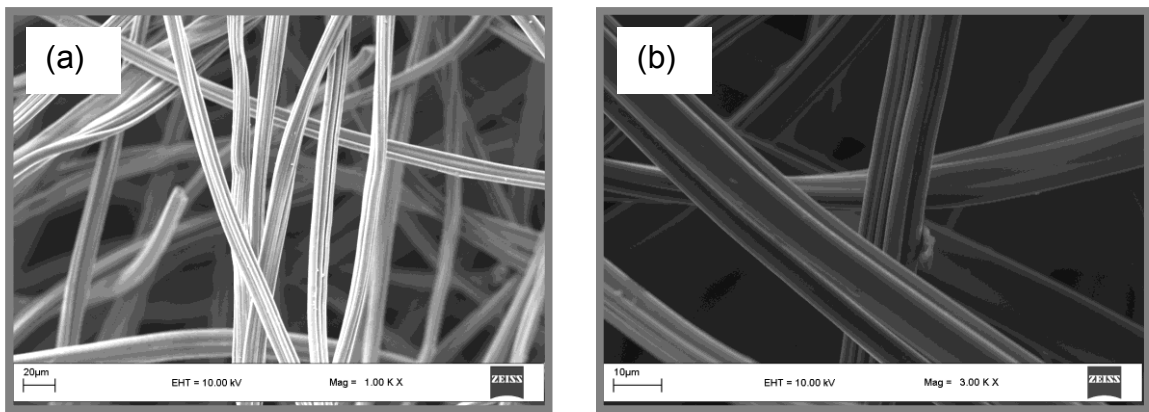 (a)
20µm
EHT = 10.00 kV
Mag = 1.00 K X
ZEISS
(b)
10µm
EHT = 10.00 kV
Mag = 3.00 K X
ZEISS